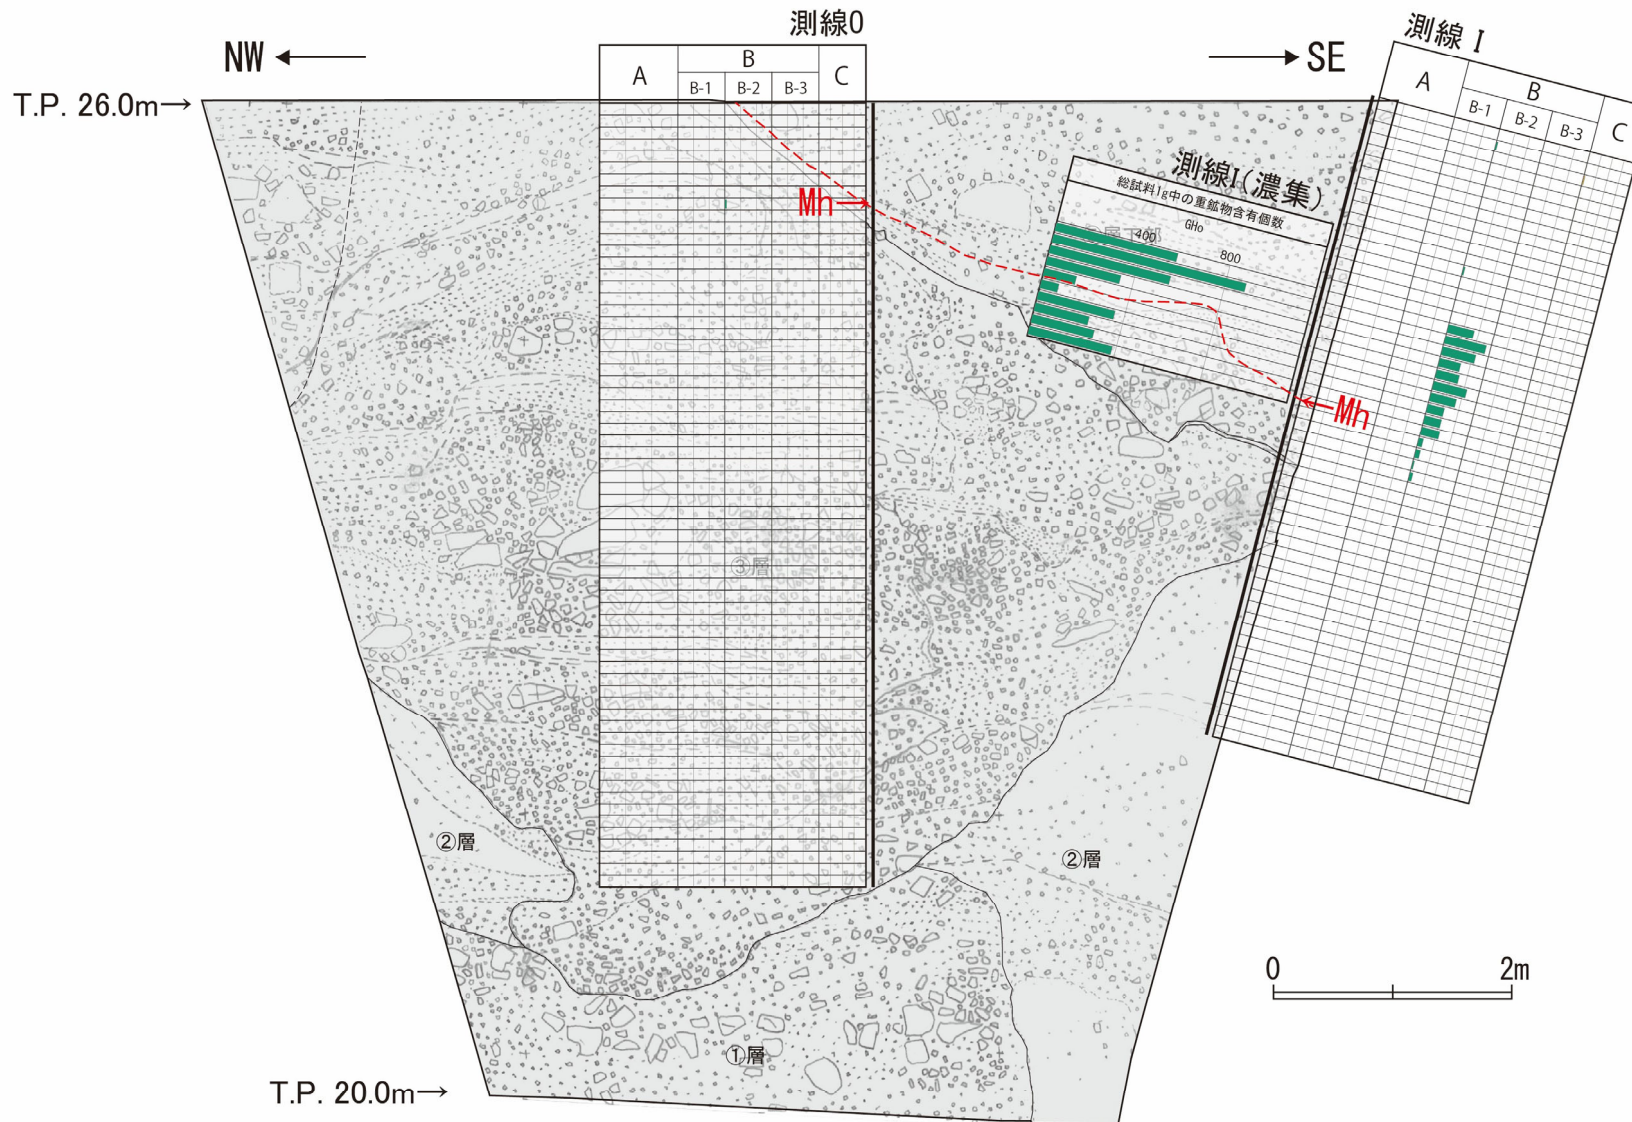 測線0
NW
SE
測線 I
A
B
C
B-1
B-2
B-3
A
B
C
B-1
B-2
B-3
T.P. 26.0m
Mh
測線I(濃集)
総試料1g中の重鉱物含有個数
GHo
400
800
Mh
③層
②層
②層
①層
0
2m
T.P. 20.0m